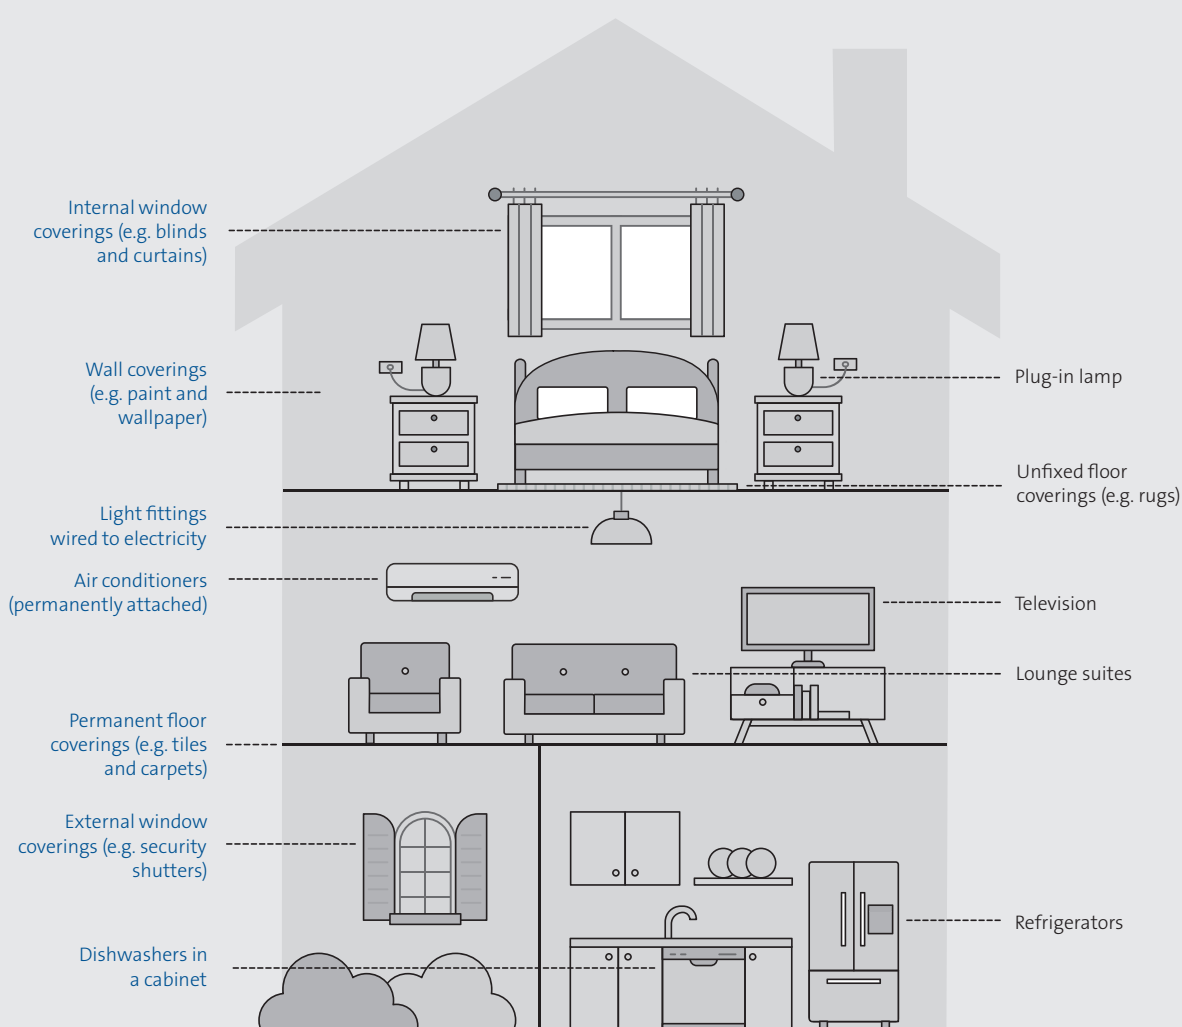 Internal window
coverings (e.g. blinds
and curtains)
Wall coverings
(e.g. paint and
wallpaper)
Light fittings
wired to electricity
Air conditioners
(permanently attached)
Permanent floor
coverings (e.g. tiles
and carpets)
External window
coverings (e.g. security
shutters)
Dishwashers in
a cabinet
Plug-in lamp
Unfixed floor
coverings (e.g. rugs)
Television
Lounge suites
Refrigerators